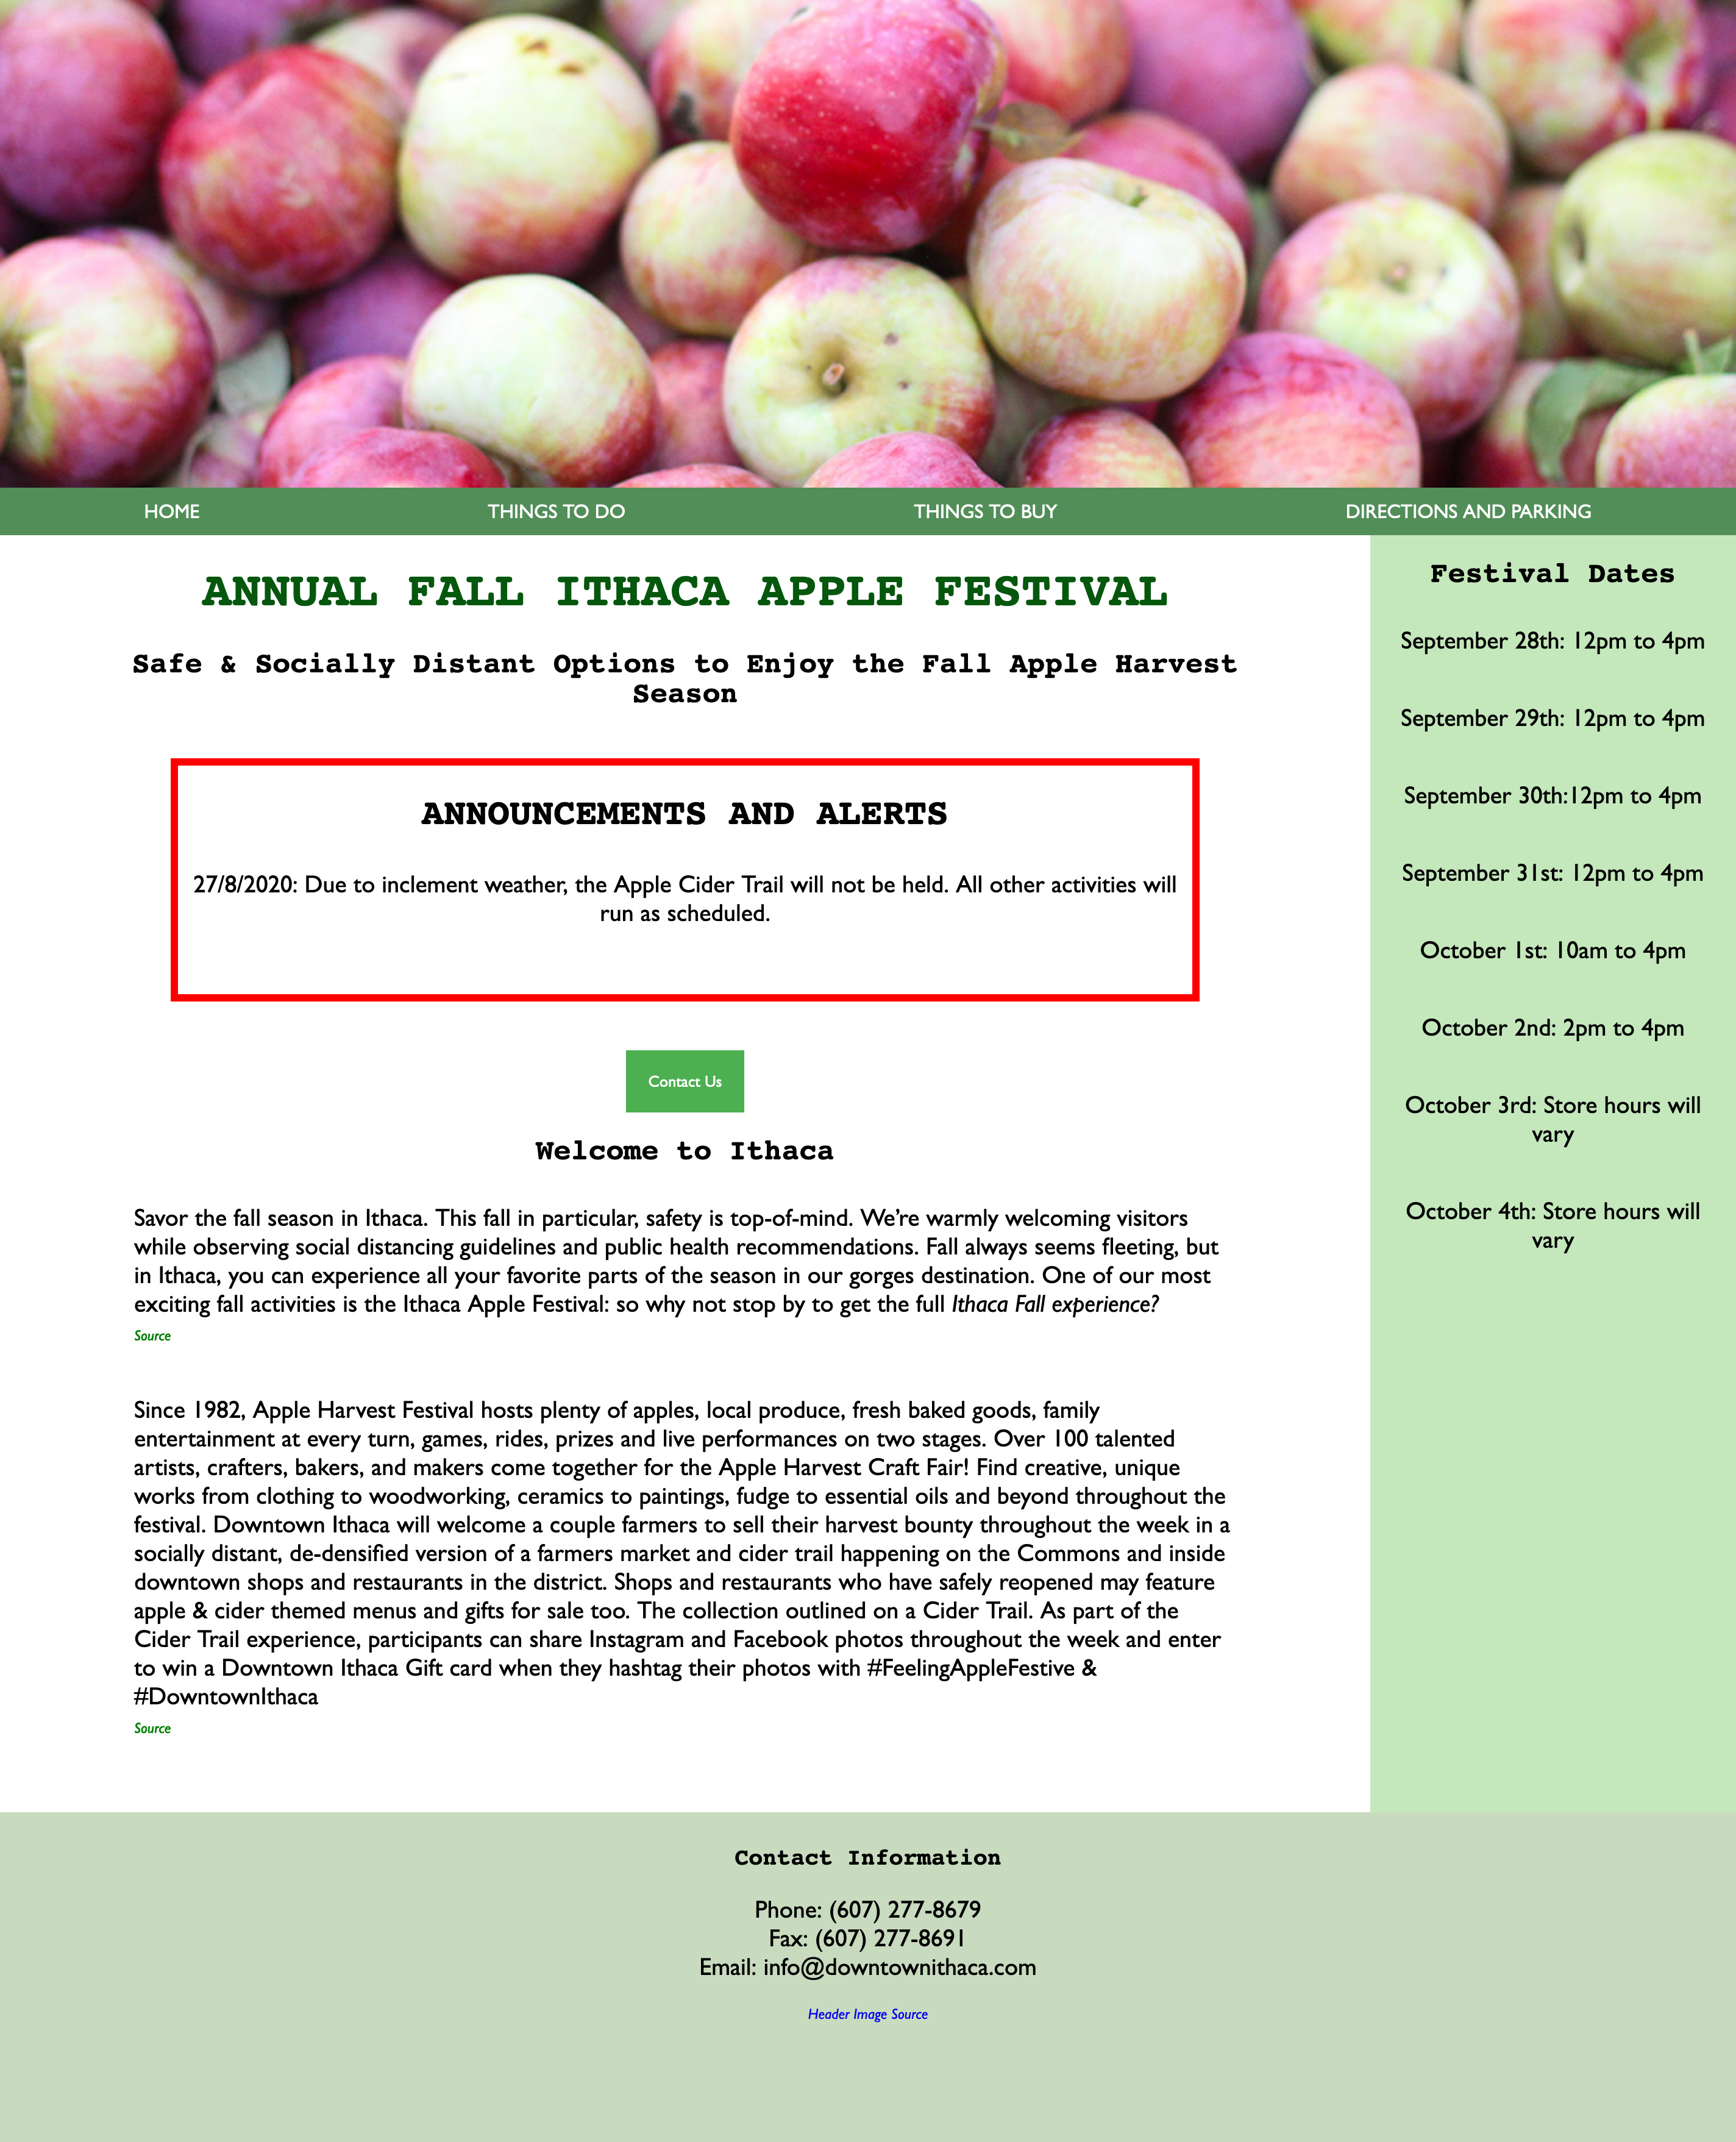 HOME THINGS TO DO THINGS TO BUY DIRECTIONS AND PARKING
ANNUAL FALL ITHACA APPLE FESTIVAL
Safe & Socially Distant Options to Enjoy the Fall Apple Harvest
Season
ANNOUNCEMENTS AND ALERTS
27/8/2020: Due to inclement weather, the Apple Cider Trail will not be held. All other activities will
run as scheduled.
Contact Us
Welcome to Ithaca
Savor the fall season in Ithaca. This fall in particular, safety is top-of-mind. We’re warmly welcoming visitors
while observing social distancing guidelines and public health recommendations. Fall always seems fleeting, but
in Ithaca, you can experience all your favorite parts of the season in our gorges destination. One of our most
exciting fall activities is the Ithaca Apple Festival: so why not stop by to get the full Ithaca Fall experience?
Source
Since 1982, Apple Harvest Festival hosts plenty of apples, local produce, fresh baked goods, family
entertainment at every turn, games, rides, prizes and live performances on two stages. Over 100 talented
artists, crafters, bakers, and makers come together for the Apple Harvest Craft Fair! Find creative, unique
works from clothing to woodworking, ceramics to paintings, fudge to essential oils and beyond throughout the
festival. Downtown Ithaca will welcome a couple farmers to sell their harvest bounty throughout the week in a
socially distant, de-densified version of a farmers market and cider trail happening on the Commons and inside
downtown shops and restaurants in the district. Shops and restaurants who have safely reopened may feature
apple & cider themed menus and gifts for sale too. The collection outlined on a Cider Trail. As part of the
Cider Trail experience, participants can share Instagram and Facebook photos throughout the week and enter
to win a Downtown Ithaca Gift card when they hashtag their photos with #FeelingAppleFestive &
#DowntownIthaca
Source
Festival Dates
September 28th: 12pm to 4pm
September 29th: 12pm to 4pm
September 30th:12pm to 4pm
September 31st: 12pm to 4pm
October 1st: 10am to 4pm
October 2nd: 2pm to 4pm
October 3rd: Store hours will
vary
October 4th: Store hours will
vary
Contact Information
Phone: (607) 277-8679
Fax: (607) 277-8691
Email: info@downtownithaca.com
Header Image Source